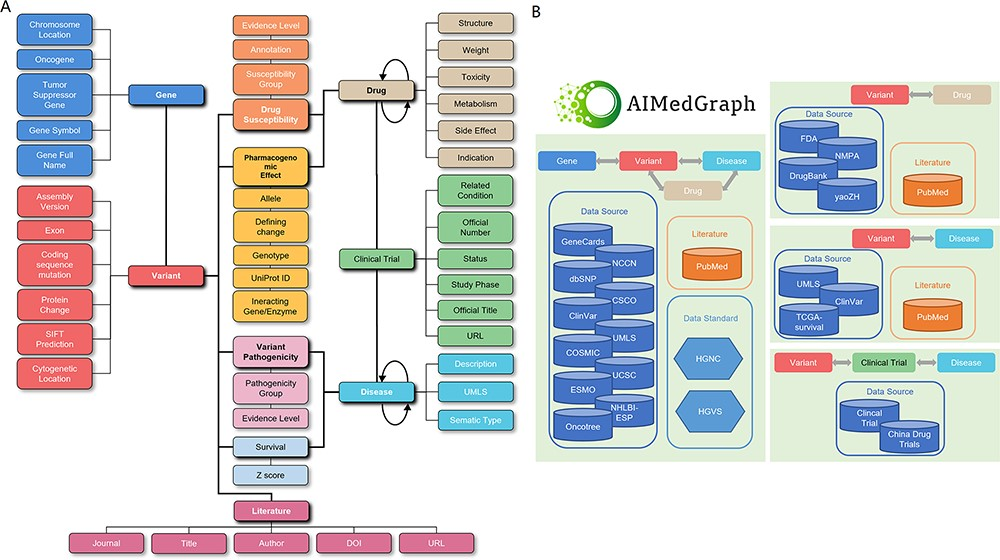 A
Chromosome
Location
Oncogene
Tumor
Suppressor
Gene
Gene Symbol
Gene Full
Name
Assembly
Version
Exon
Coding
sequence
mutation
Protein
Change
SIFT
Prediction
Cytogenetic
Location
Gene
Variant
Evidence Level
Annotation
Susceptibility
Group
Drug
Susceptibility
Pharmacogeno
mic
Effect
Allele
Defining
change
Genotype
UniProt ID
Ineracting
Gene/Enzyme
Variant
Pathogenicity
Pathogenicity
Group
Evidence Level
Survival
Z score
Literature
Journal
Title
Author
DOI
URL
Drug
Clinical Trial
Disease
Structure
Weight
Toxicity
Metabolism
Side Effect
Indication
Related
Condition
Official
Number
Status
Study Phase
Official Title
URL
Description
UMLS
Sematic Type
B
AIMedGraph
Gene
Variant
Disease
Drug
Data Source
GeneCards
NCCN
dbSNP
CSCO
ClinVar
UMLS
COSMIC
UCSC
ESMO
NHLBI-
ESP
Oncotree
Literature
PubMed
Data Standard
HGNC
HGVS
Variant
Drug
Data Source
FDA
NMPA
DrugBank
yaoZH
Literature
PubMed
Variant
Disease
Data Source
UMLS
ClinVar
TCGA-
survival
Literature
PubMed
Variant
Clinical Trial
Disease
Data Source
Clincal
Trial
China Drug
Trials